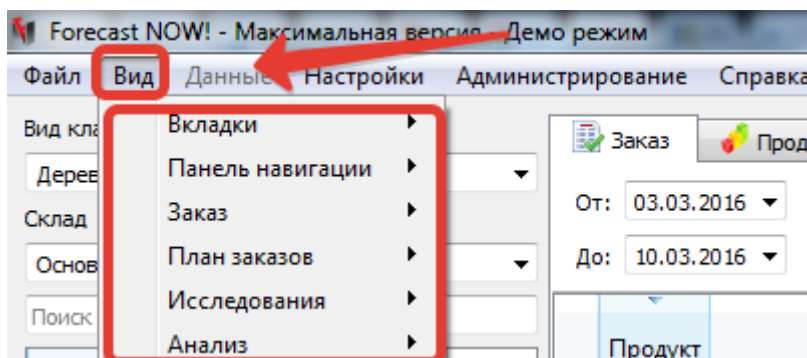 Forecast NOW! - Максимальная версия - Демо режим
Файл Вид Данные Настройки Администрирование Справка
Вид
Вкладки
Заказ
Панель навигации
От: 03.03.2016
Склад
Заказ
До: 10.03.2016
План заказов
Поиск
Исследования
Анализ
Продукт